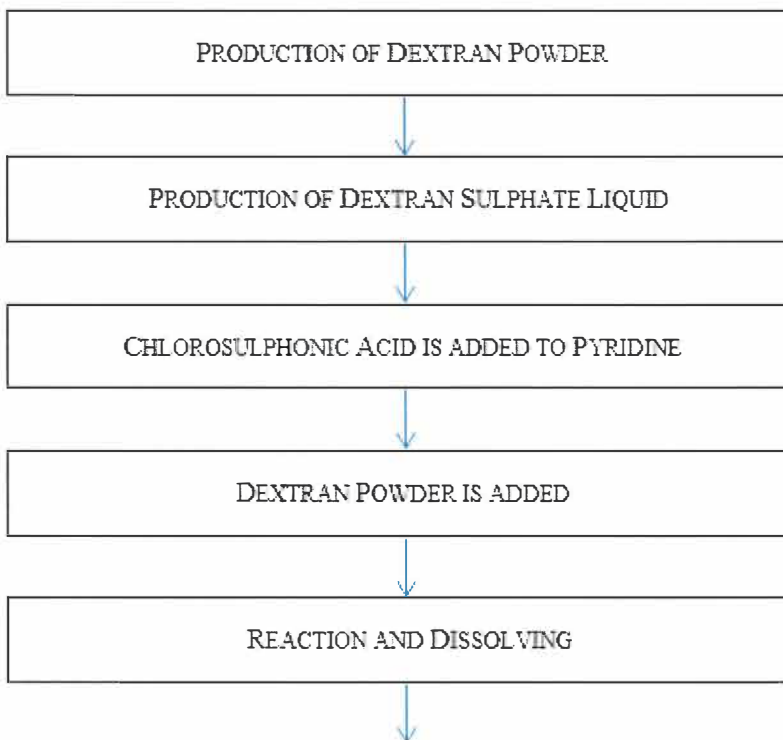 PRODUCTION OF DEXTRAN POWDER
PRODUCTION OF DEXTRAN SULPHATE LIQUID
CHLOROSULPHONIC ACID IS ADDED TO PYRIDINE
DEXTRAN POWDER IS ADDED
REACTION AND DISSOLVING